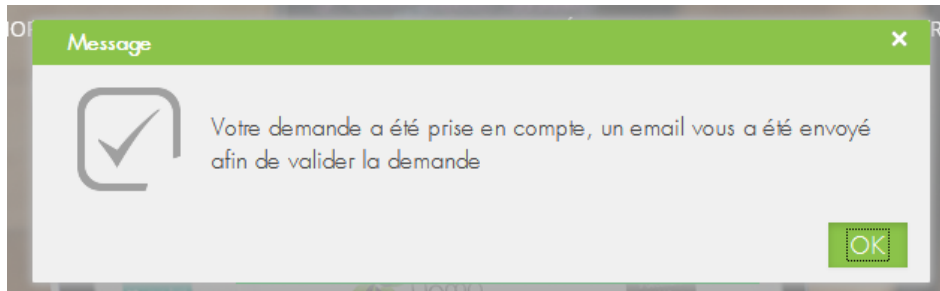 Message
Votre demande a été prise en compte, un email vous a été envoyé
afin de valider la demande
OK